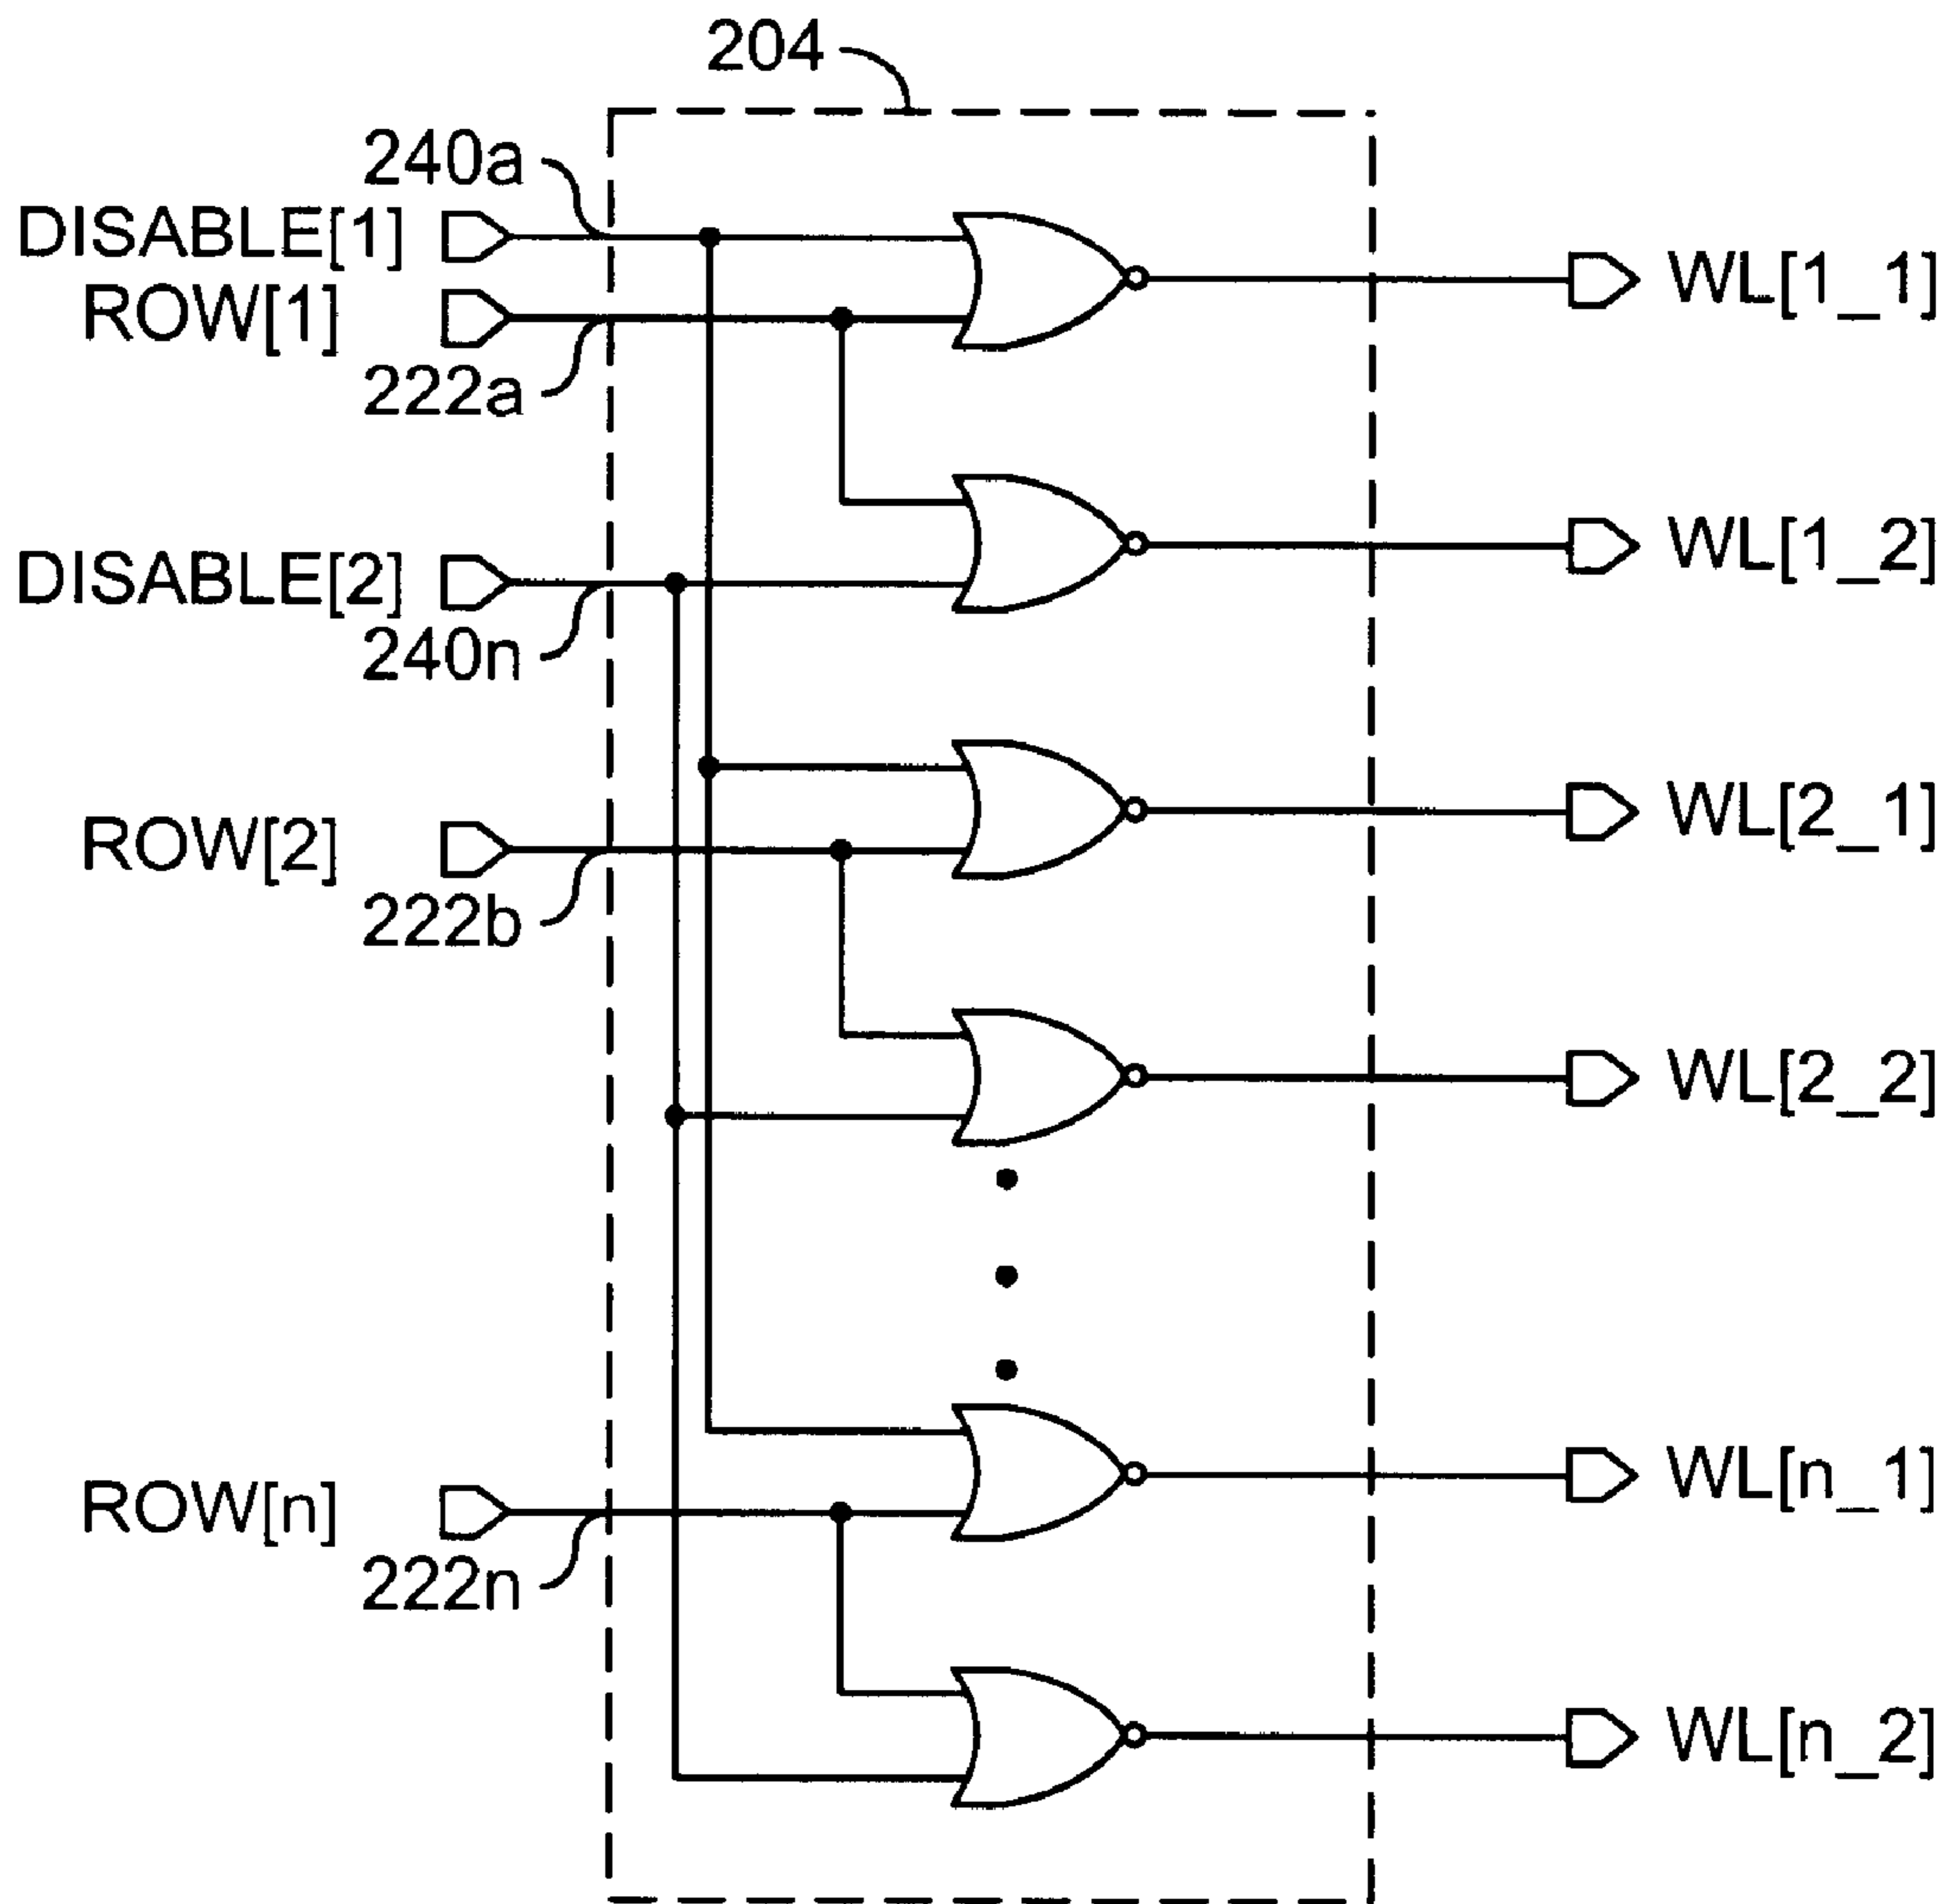 204
240a
DISABLE[1]
WL[1_1]
ROW[1]
222a
WL[1_2]
DISABLE[2]
240n
WL[2_1]
ROW[2]
222b
WL[2_2]
WL[n_1]
ROW[n]
222n
WL[n_2]